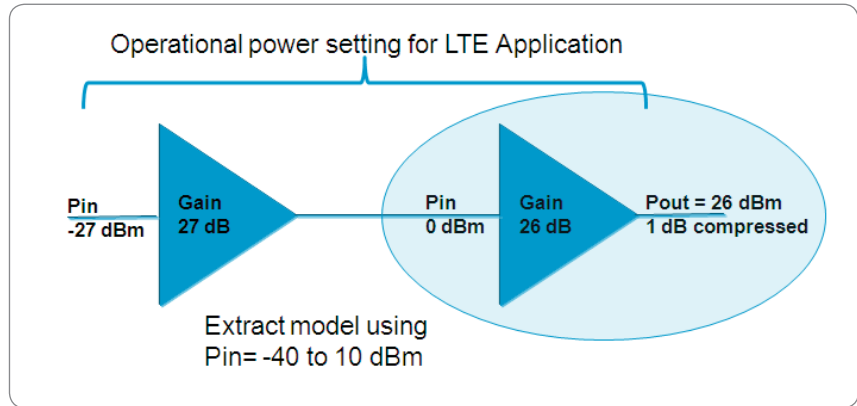 Operational power setting for LTE Application
Pin
-27 dBm
Gain
27 dB
Pin
0 dBm
Gain
26 dB
Pout = 26 dBm
1 dB compressed
Extract model using
Pin= -40 to 10 dBm